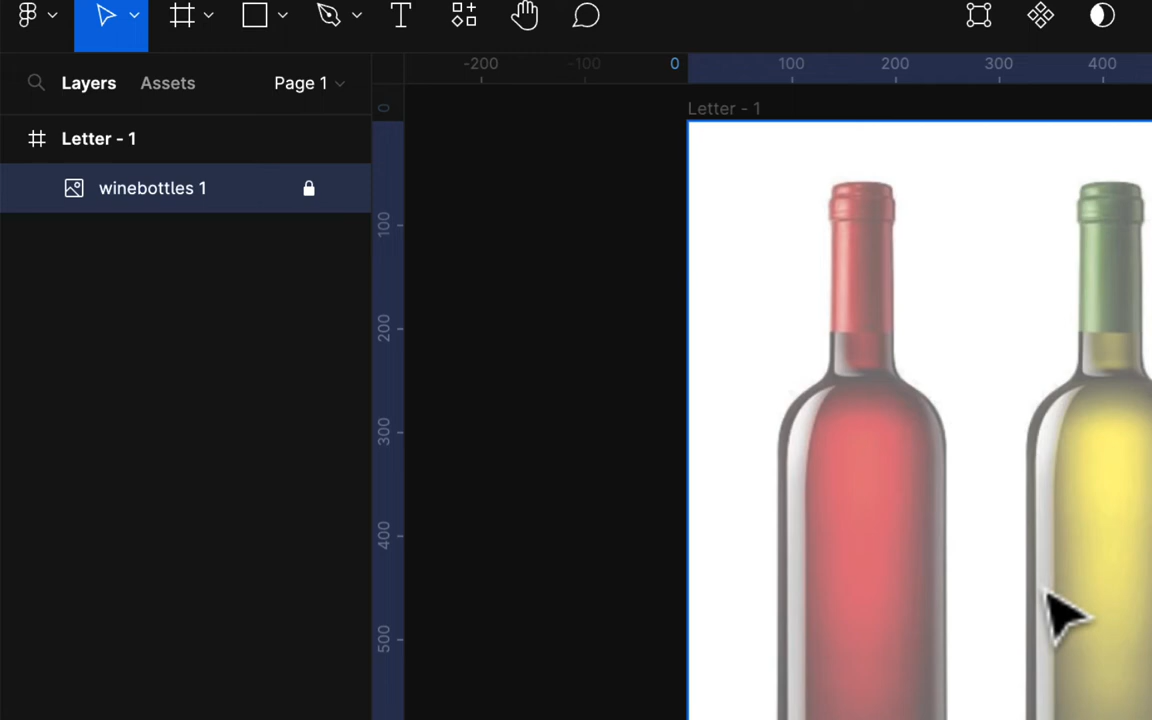 -200 -100 0 100 200 300 400
Layers Assets Page 1
0
Letter - 1
Letter - 1
winebottles 1
100
200
300
400
500